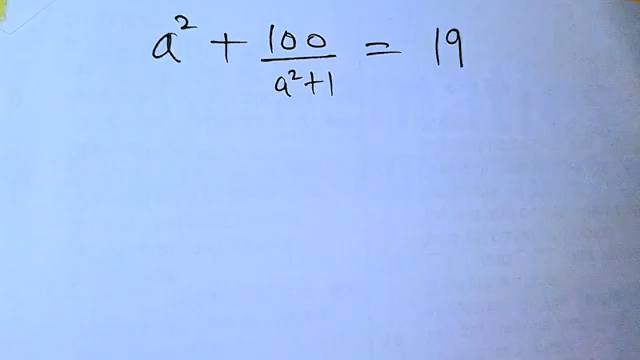 a² + 100/(a²+1) = 19